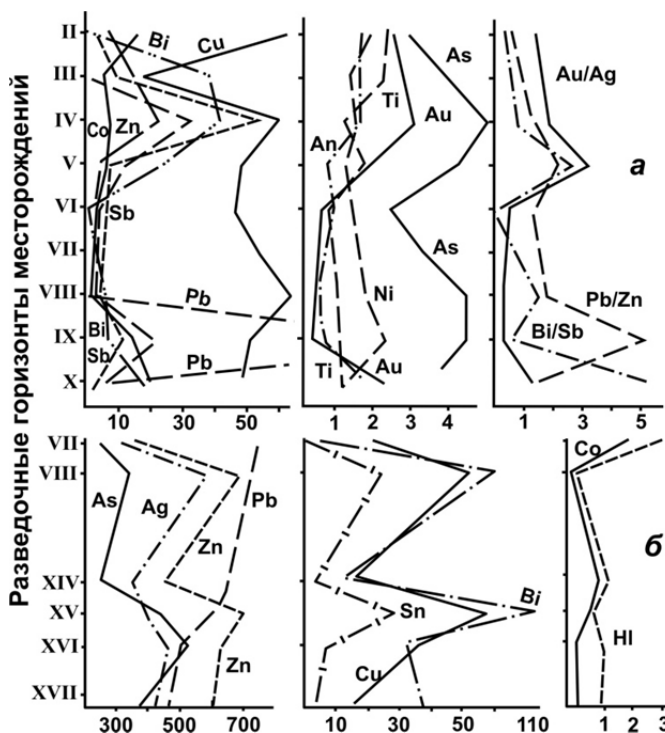 Разведочные горизонты месторождений
II
III
IV
V
VI
VII
VIII
IX
X
Bi
Cu
Co
Zn
Sb
Pb
Bi
Sb
Pb
10
30
50
As
Ti
Au
An
As
Ni
Ti
Au
1
2
3
4
Au/Ag
а
Pb/Zn
Bi/Sb
1
3
5
VII
VIII
XIV
XV
XVI
XVII
As
Ag
Zn
Pb
Zn
300
500
700
Bi
Sn
Cu
10
30
50
110
Co
б
HI
1
2
3